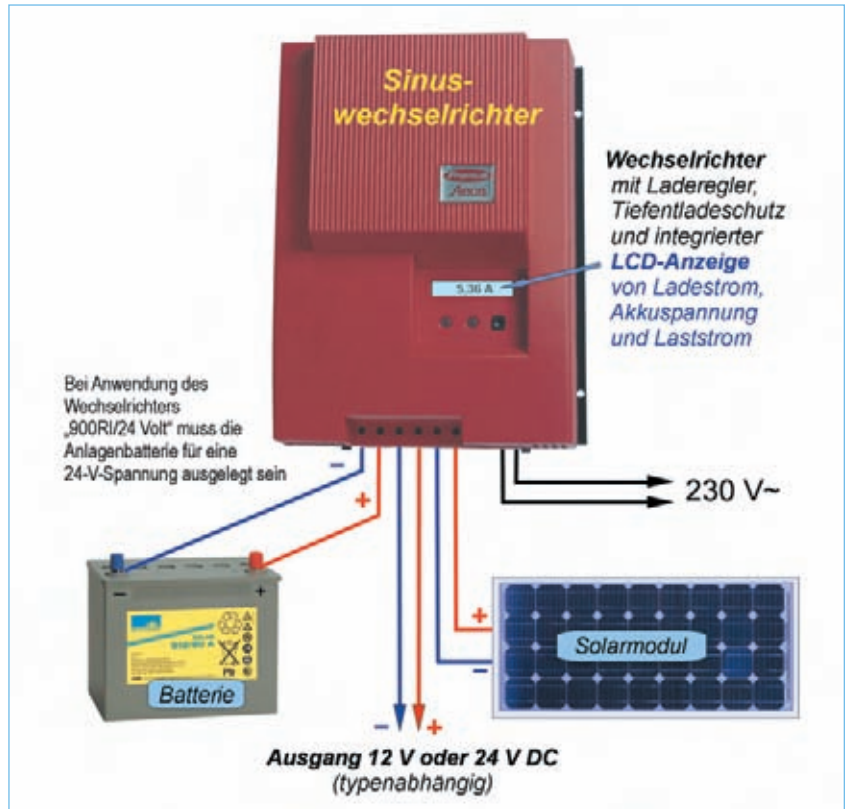 Sinus-
wechselrichter
Fronius
Wechselrichter
mit Laderegler,
Tiefentladeschutz
und integrierter
LCD-Anzeige
von Ladestrom,
Akkuspannung
und Laststrom
5,36 A
Bei Anwendung des
Wechselrichters
„900RI/24 Volt" muss die
Anlagenbatterie für eine
24-V-Spannung ausgelegt sein
–
+
230 V~
– +
Batterie
+
–
Solarmodul
– +
Ausgang 12 V oder 24 V DC
(typenabhängig)